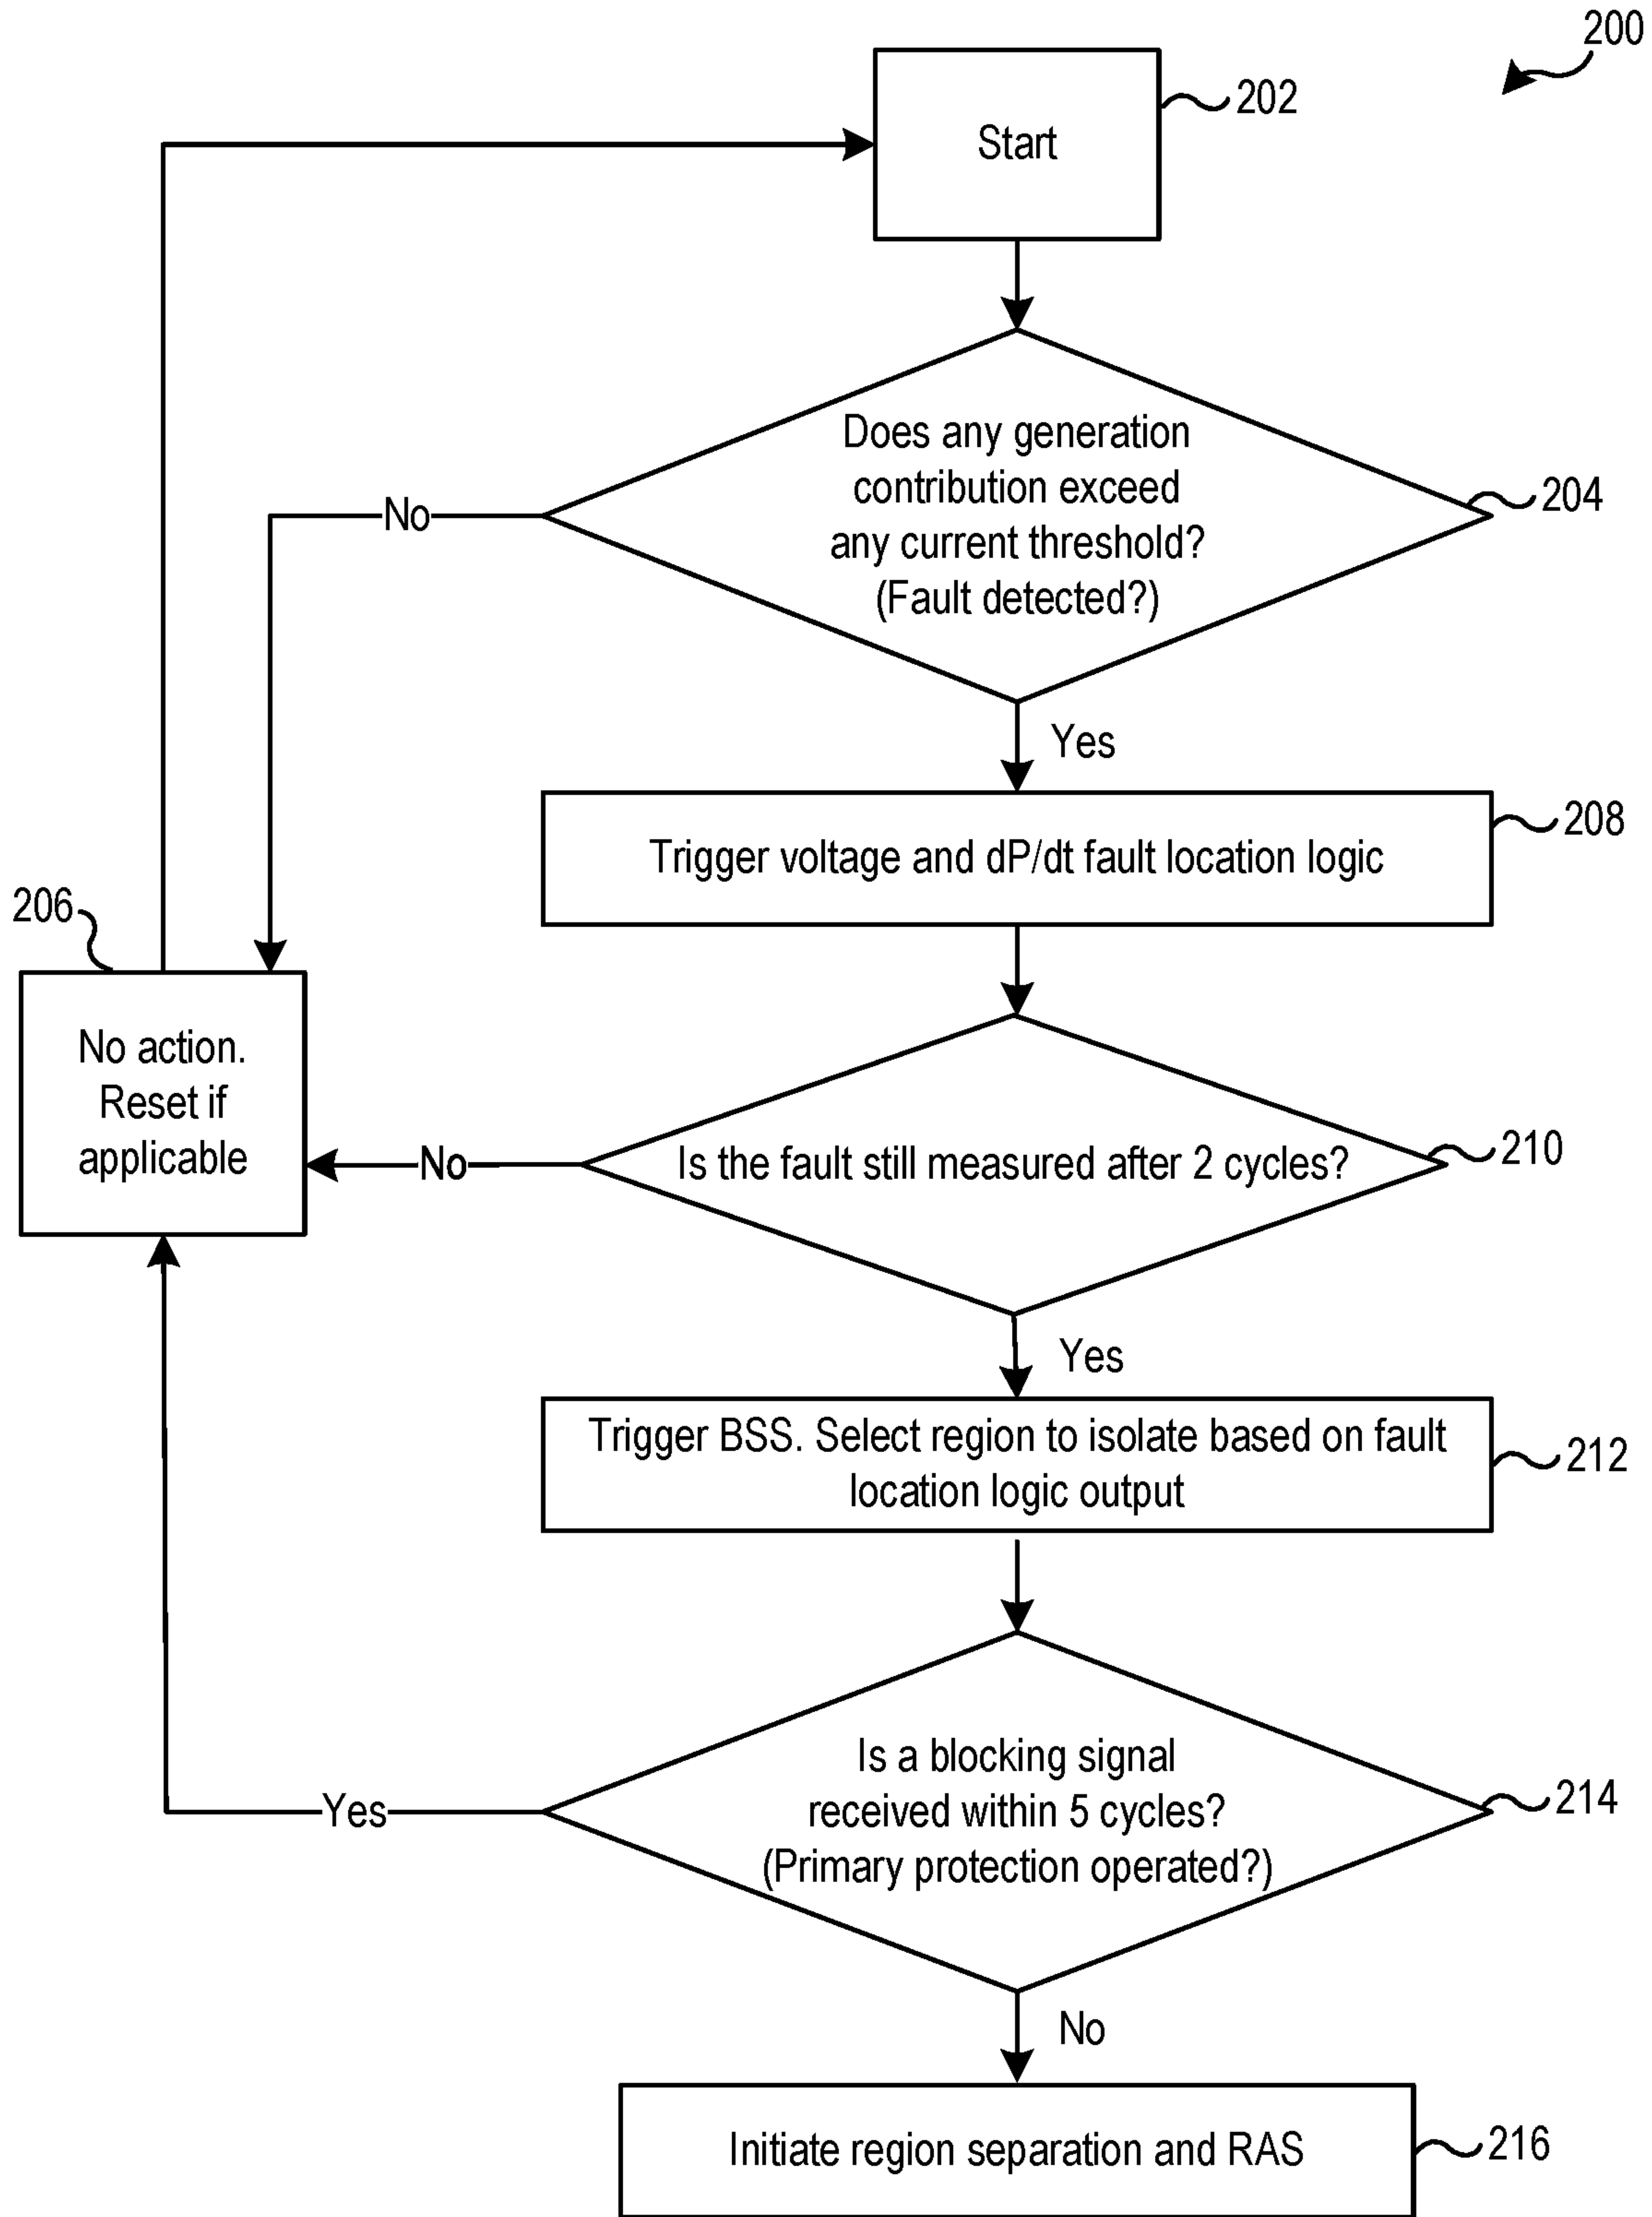 200
202
Start
Does any generation
contribution exceed
any current threshold?
(Fault detected?)
204
No
Yes
208
Trigger voltage and dP/dt fault location logic
206
No action.
Reset if
applicable
No
Is the fault still measured after 2 cycles?
210
Yes
Trigger BSS. Select region to isolate based on fault
location logic output
212
Is a blocking signal
received within 5 cycles?
(Primary protection operated?)
214
Yes
No
Initiate region separation and RAS
216